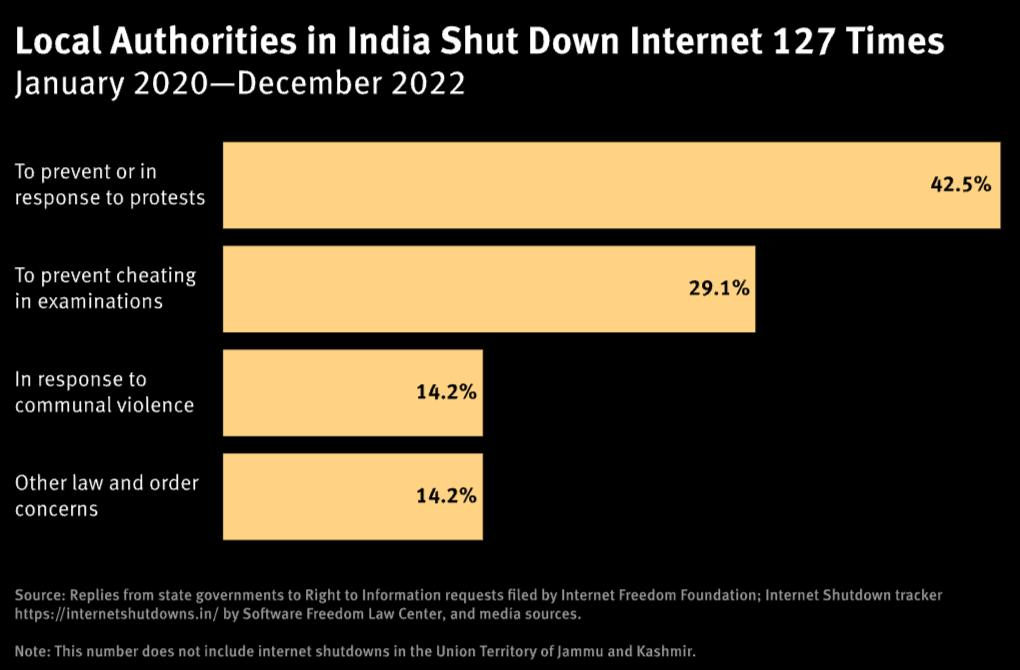 Local Authorities in India Shut Down Internet 127 Times
January 2020—December 2022
To prevent or in
response to protests
42.5%
To prevent cheating
in examinations
29.1%
In response to
communal violence
14.2%
Other law and order
concerns
14.2%
Source: Replies from state governments to Right to Information requests filed by Internet Freedom Foundation; Internet Shutdown tracker
https://internetshutdowns.in/ by Software Freedom Law Center, and media sources.
Note: This number does not include internet shutdowns in the Union Territory of Jammu and Kashmir.